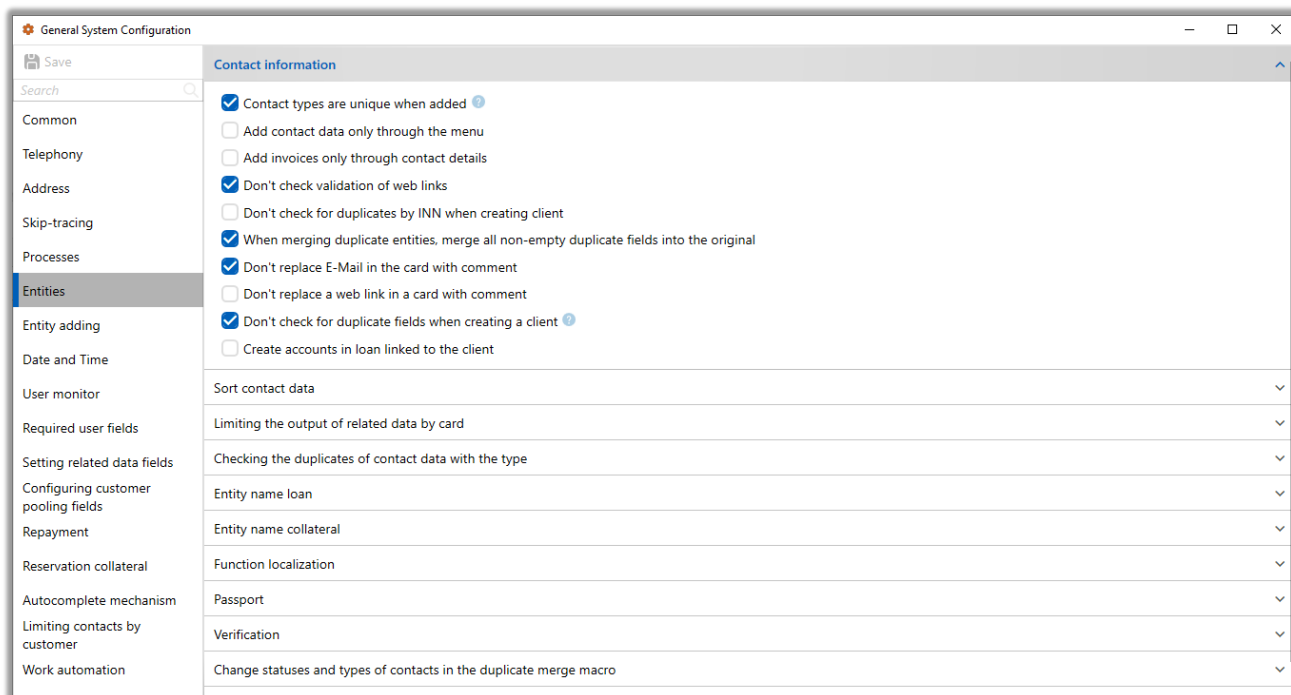 General System Configuration
Save
Search
Common
Telephony
Address
Skip-tracing
Processes
Entities
Entity adding
Date and Time
User monitor
Required user fields
Setting related data fields
Configuring customer
pooling fields
Repayment
Reservation collateral
Autocomplete mechanism
Limiting contacts by
customer
Work automation
Contact information
Contact types are unique when added ?
Add contact data only through the menu
Add invoices only through contact details
Don't check validation of web links
Don't check for duplicates by INN when creating client
When merging duplicate entities, merge all non-empty duplicate fields into the original
Don't replace E-Mail in the card with comment
Don't replace a web link in a card with comment
Don't check for duplicate fields when creating a client ?
Create accounts in loan linked to the client
Sort contact data
Limiting the output of related data by card
Checking the duplicates of contact data with the type
Entity name loan
Entity name collateral
Function localization
Passport
Verification
Change statuses and types of contacts in the duplicate merge macro